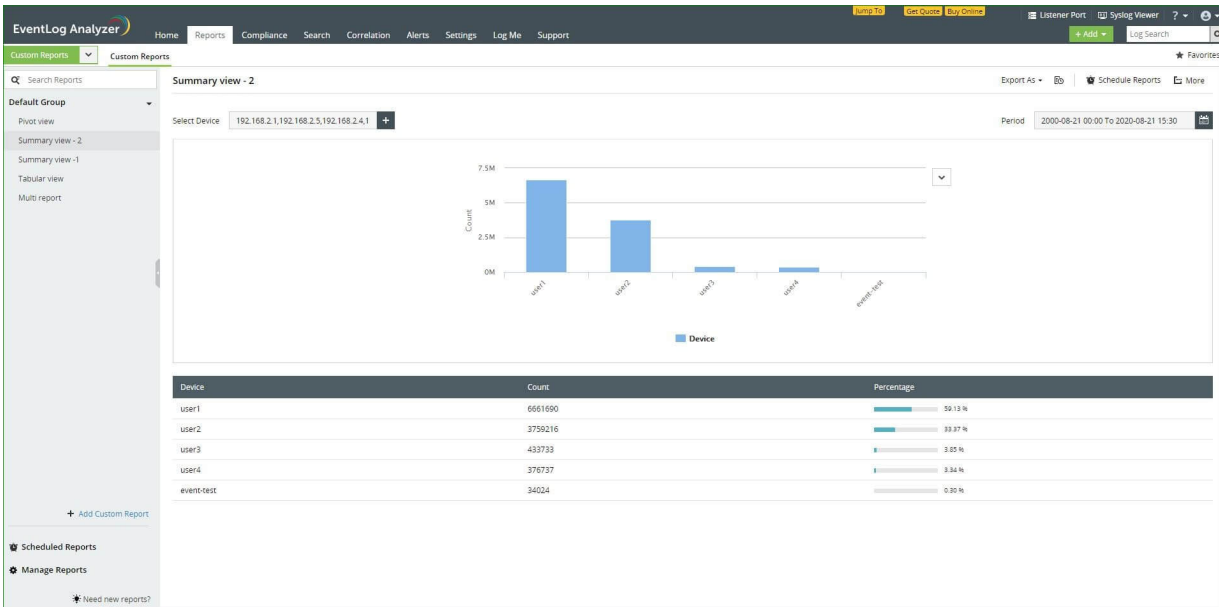 Jump To Get Quote Buy Online Listener Port Syslog Viewer ?
EventLog Analyzer
Home Reports Compliance Search Correlation Alerts Settings Log Me Support
+ Add Log Search
Custom Reports Custom Reports Favorites
Search Reports
Default Group
Pivot view
Summary view - 2
Summary view -1
Tabular view
Multi report
+ Add Custom Report
Scheduled Reports
Manage Reports
Need new reports?
Summary view - 2
Export As Schedule Reports More
Select Device 192.168.2.1,192.168.2.5,192.168.2.4,1 +
Period 2000-08-21 00:00 To 2020-08-21 15:30
7.5M
5M
2.5M
0M
Count
user1 user2 user3 user4 event-test
Device
Device Count Percentage
user1 6661690 59.13 %
user2 3759216 33.37 %
user3 433733 3.85 %
user4 376737 3.34 %
event-test 34024 0.30 %